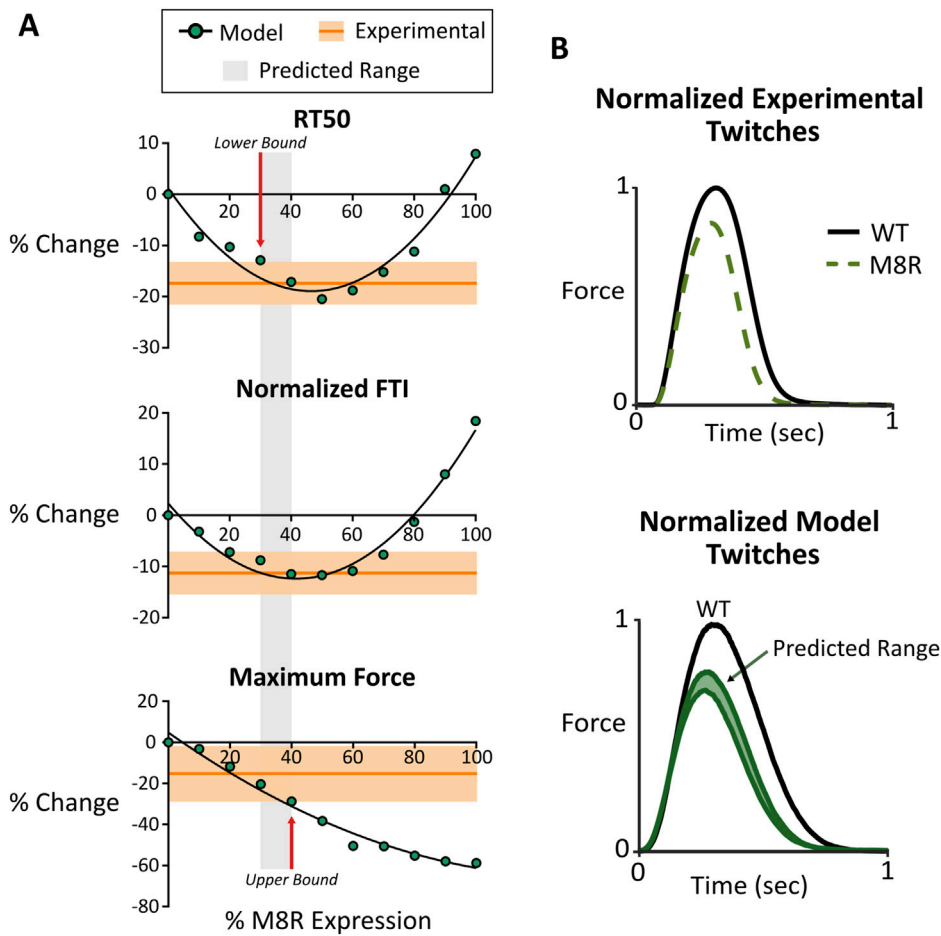 A
Model
Experimental
Predicted Range
RT50
Lower Bound
10
0
20 40 60 80 100
% Change
-10
-20
-30
Normalized FTI
20
10
% Change
0
20 40 60 80 100
-10
-20
Maximum Force
20
0
20 40 60 80 100
-20
% Change
-40
-60
-80
Upper Bound
% M8R Expression
B
Normalized Experimental
Twitches
1
WT
M8R
Force
0
0 1
Time (sec)
Normalized Model
Twitches
1
WT
Predicted Range
Force
0
0 1
Time (sec)